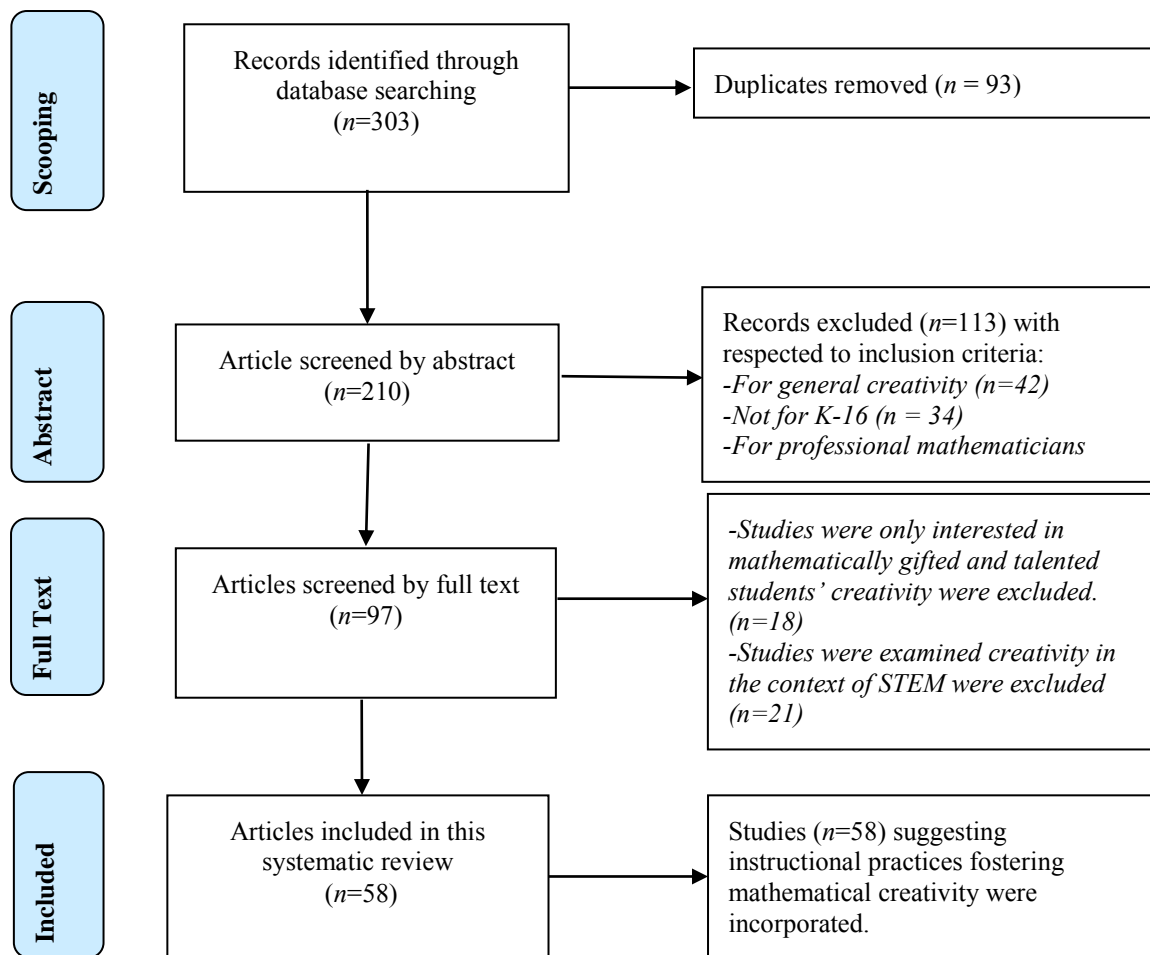 Scooping
Records identified through
database searching
(n=303)
Duplicates removed (n = 93)
Abstract
Article screened by abstract
(n=210)
Records excluded (n=113) with
respected to inclusion criteria:
-For general creativity (n=42)
-Not for K-16 (n = 34)
-For professional mathematicians
Full Text
Articles screened by full text
(n=97)
-Studies were only interested in
mathematically gifted and talented
students’ creativity were excluded.
(n=18)
-Studies were examined creativity in
the context of STEM were excluded
(n=21)
Included
Articles included in this
systematic review
(n=58)
Studies (n=58) suggesting
instructional practices fostering
mathematical creativity were
incorporated.